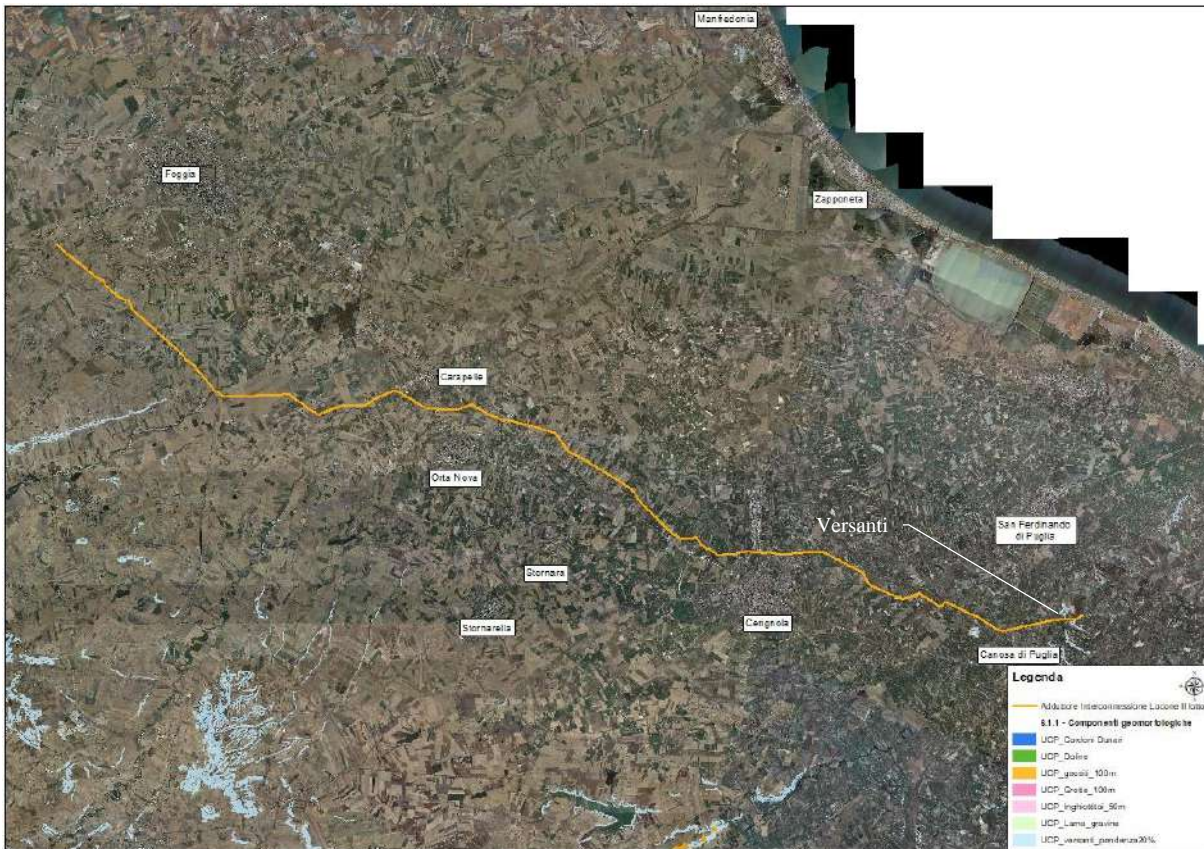 Manfredonia
Foggia
Zapponeta
Carapelle
Orta Nova
Versanti
San Ferdinando
di Puglia
Stornara
Stornarella
Cerignola
Canosa di Puglia
Legenda
Adduttore Interconnessione Locone II lotto
6.1.1 - Componenti geomorfologiche
UCP_Cordoni Dunari
UCP_Doline
UCP_geositi_100m
UCP_Grotte_100m
UCP_Inghiottitoi_50m
UCP_Lame_gravine
UCP_versanti_pendenza20%